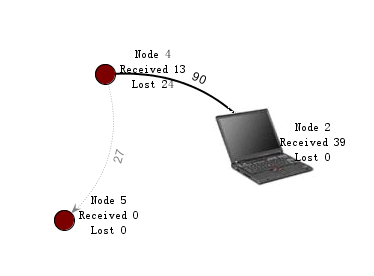 Node 4
Received 13
Lost 24
90
Node 2
Received 39
Lost 0
27
Node 5
Received 0
Lost 0